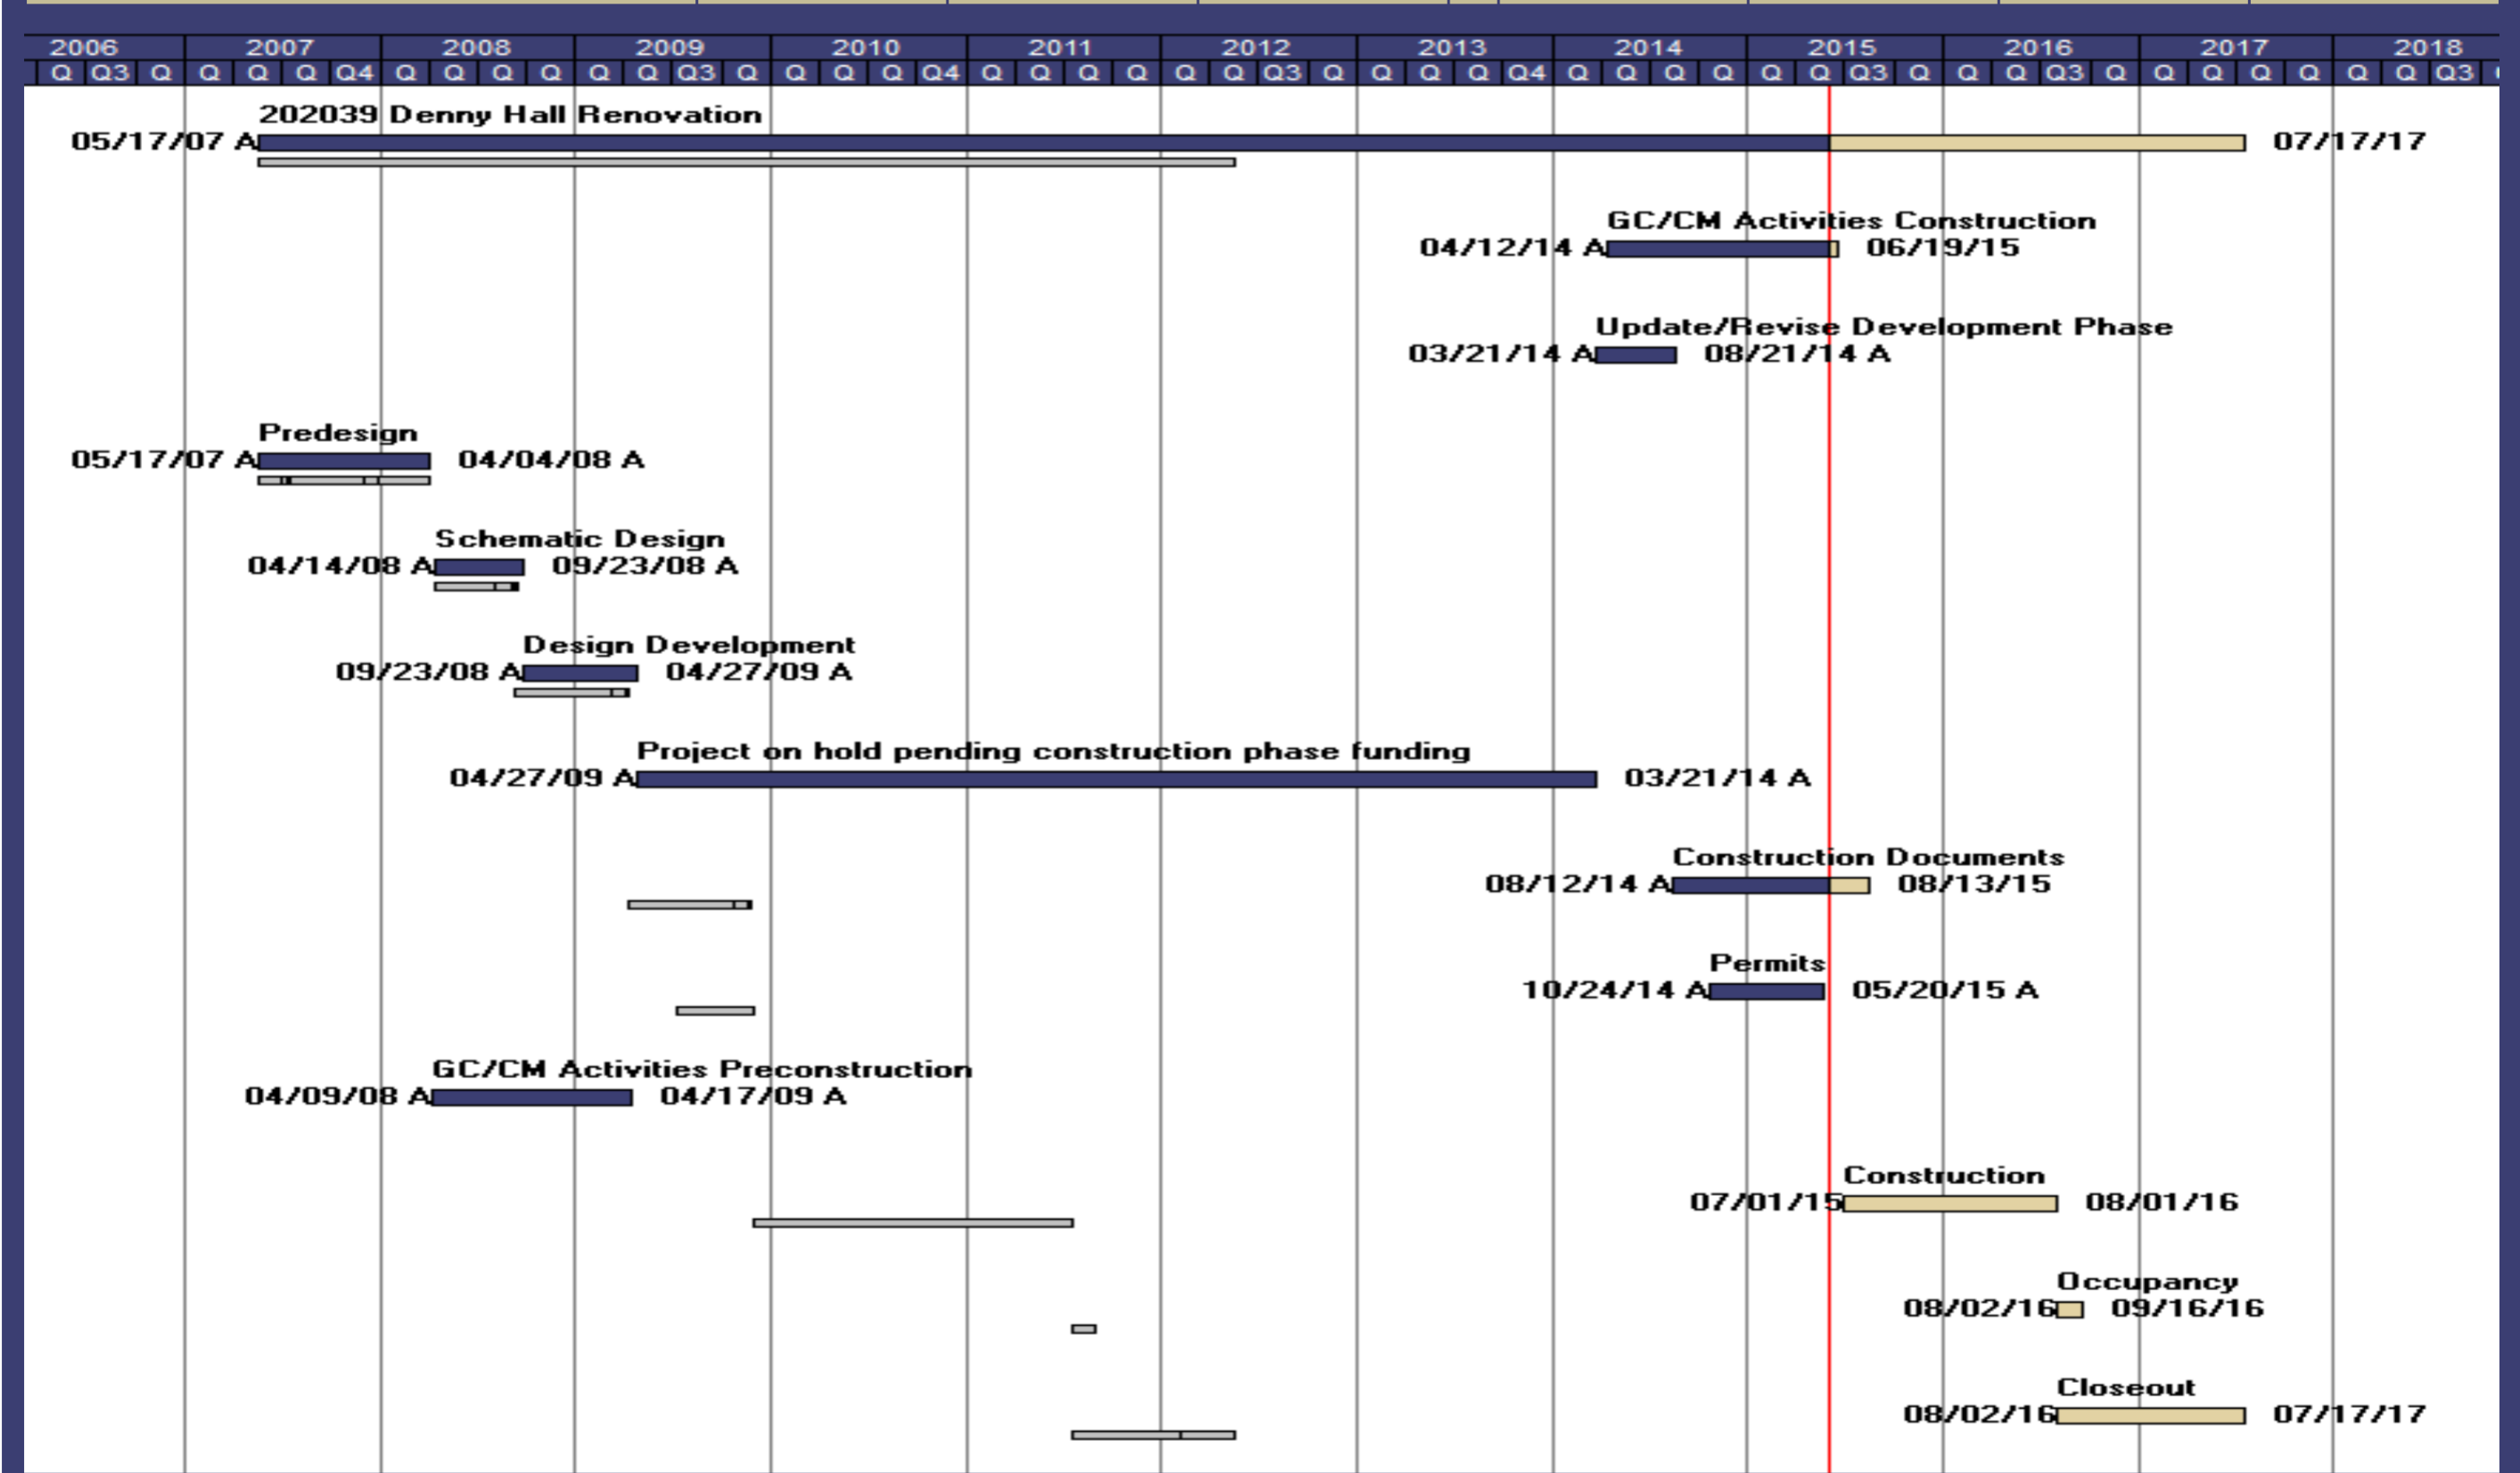 2006 2007 2008 2009 2010 2011 2012 2013 2014 2015 2016 2017 2018
Q Q3 Q Q Q Q Q4 Q Q Q Q Q Q Q3 Q Q Q Q Q4 Q Q Q Q Q Q Q3 Q Q Q Q Q4 Q Q Q Q Q Q Q3 Q Q Q Q3 Q Q Q Q Q Q Q Q3
202039 Denny Hall Renovation
05/17/07 A 07/17/17
GC/CM Activities Construction
04/12/14 A 06/19/15
Update/Revise Development Phase
03/21/14 A 08/21/14 A
Predesign
05/17/07 A 04/04/08 A
Schematic Design
04/14/08 A 09/23/08 A
Design Development
09/23/08 A 04/27/09 A
Project on hold pending construction phase funding
04/27/09 A 03/21/14 A
Construction Documents
08/12/14 A 08/13/15
Permits
10/24/14 A 05/20/15 A
GC/CM Activities Preconstruction
04/09/08 A 04/17/09 A
Construction
07/01/15 08/01/16
Occupancy
08/02/16 09/16/16
Closeout
08/02/16 07/17/17